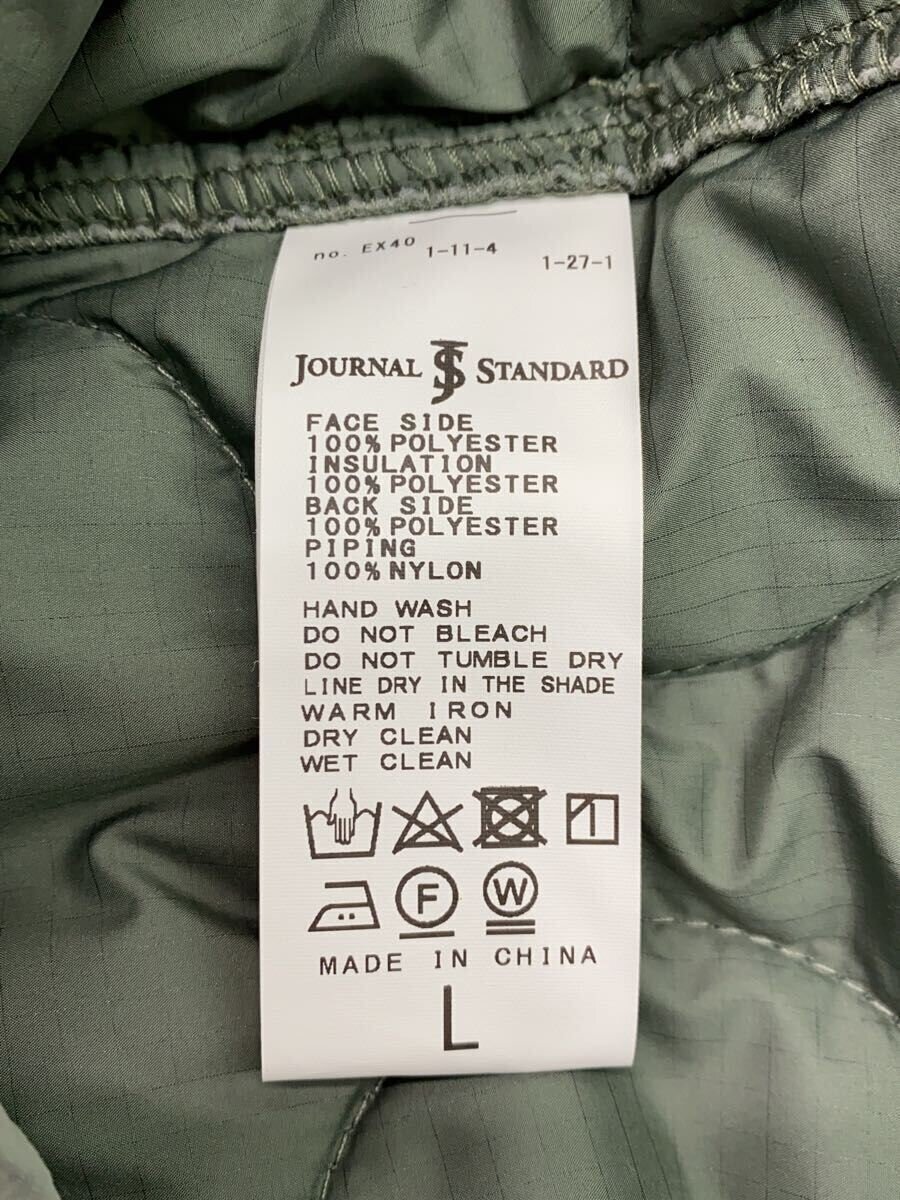 no. EX40 1-11-4 1-27-1
JOURNAL JS STANDARD
FACE SIDE
100% POLYESTER
INSULATION
100% POLYESTER
BACK SIDE
100% POLYESTER
PIPING
100% NYLON
HAND WASH
DO NOT BLEACH
DO NOT TUMBLE DRY
LINE DRY IN THE SHADE
WARM IRON
DRY CLEAN
WET CLEAN
F W
MADE IN CHINA
L